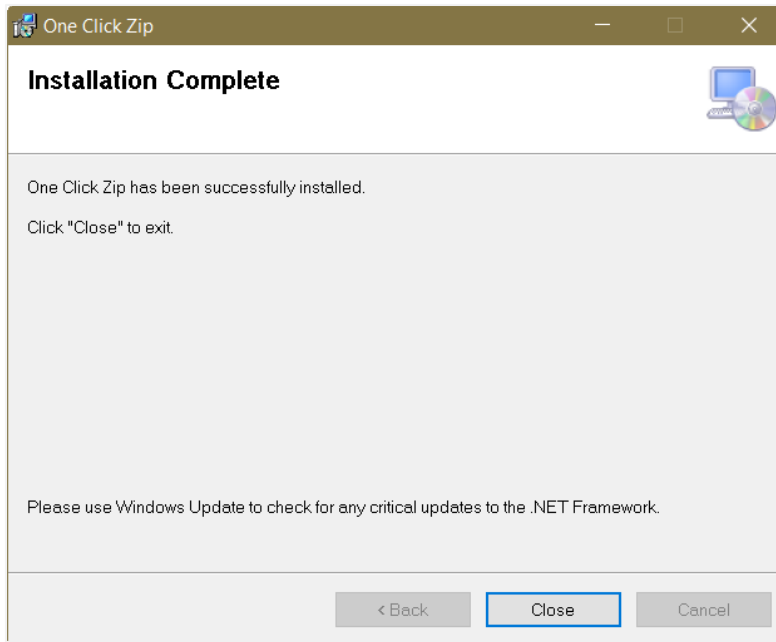 One Click Zip
Installation Complete
One Click Zip has been successfully installed.
Click "Close" to exit.
Please use Windows Update to check for any critical updates to the .NET Framework.
< Back
Close
Cancel